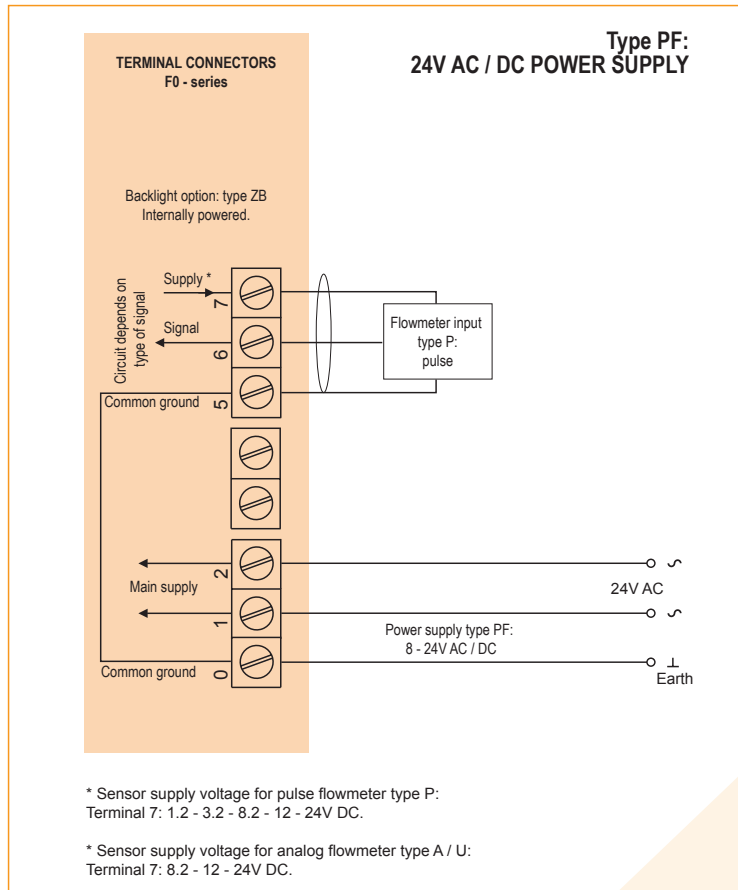 Type PF:
24V AC / DC POWER SUPPLY
TERMINAL CONNECTORS
F0 - series
Backlight option: type ZB
Internally powered.
Circuit depends on
type of signal
Supply *
7
Signal
6
Common ground
5
Flowmeter input
type P:
pulse
2
Main supply
1
24V AC
Power supply type PF:
8 - 24V AC / DC
Common ground
0
Earth
* Sensor supply voltage for pulse flowmeter type P:
Terminal 7: 1.2 - 3.2 - 8.2 - 12 - 24V DC.
* Sensor supply voltage for analog flowmeter type A / U:
Terminal 7: 8.2 - 12 - 24V DC.